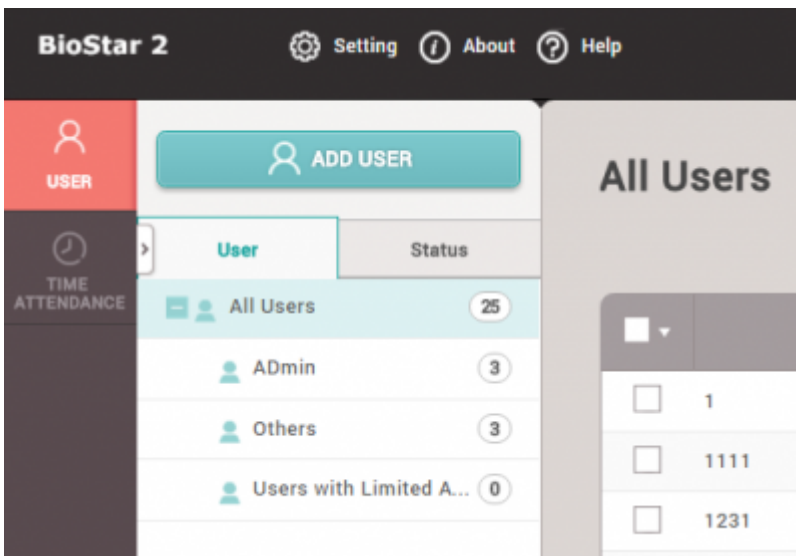 BioStar 2 Setting About Help
USER
TIME
ATTENDANCE
ADD USER
User Status
All Users 25
ADmin 3
Others 3
Users with Limited A... 0
All Users
1
1111
1231